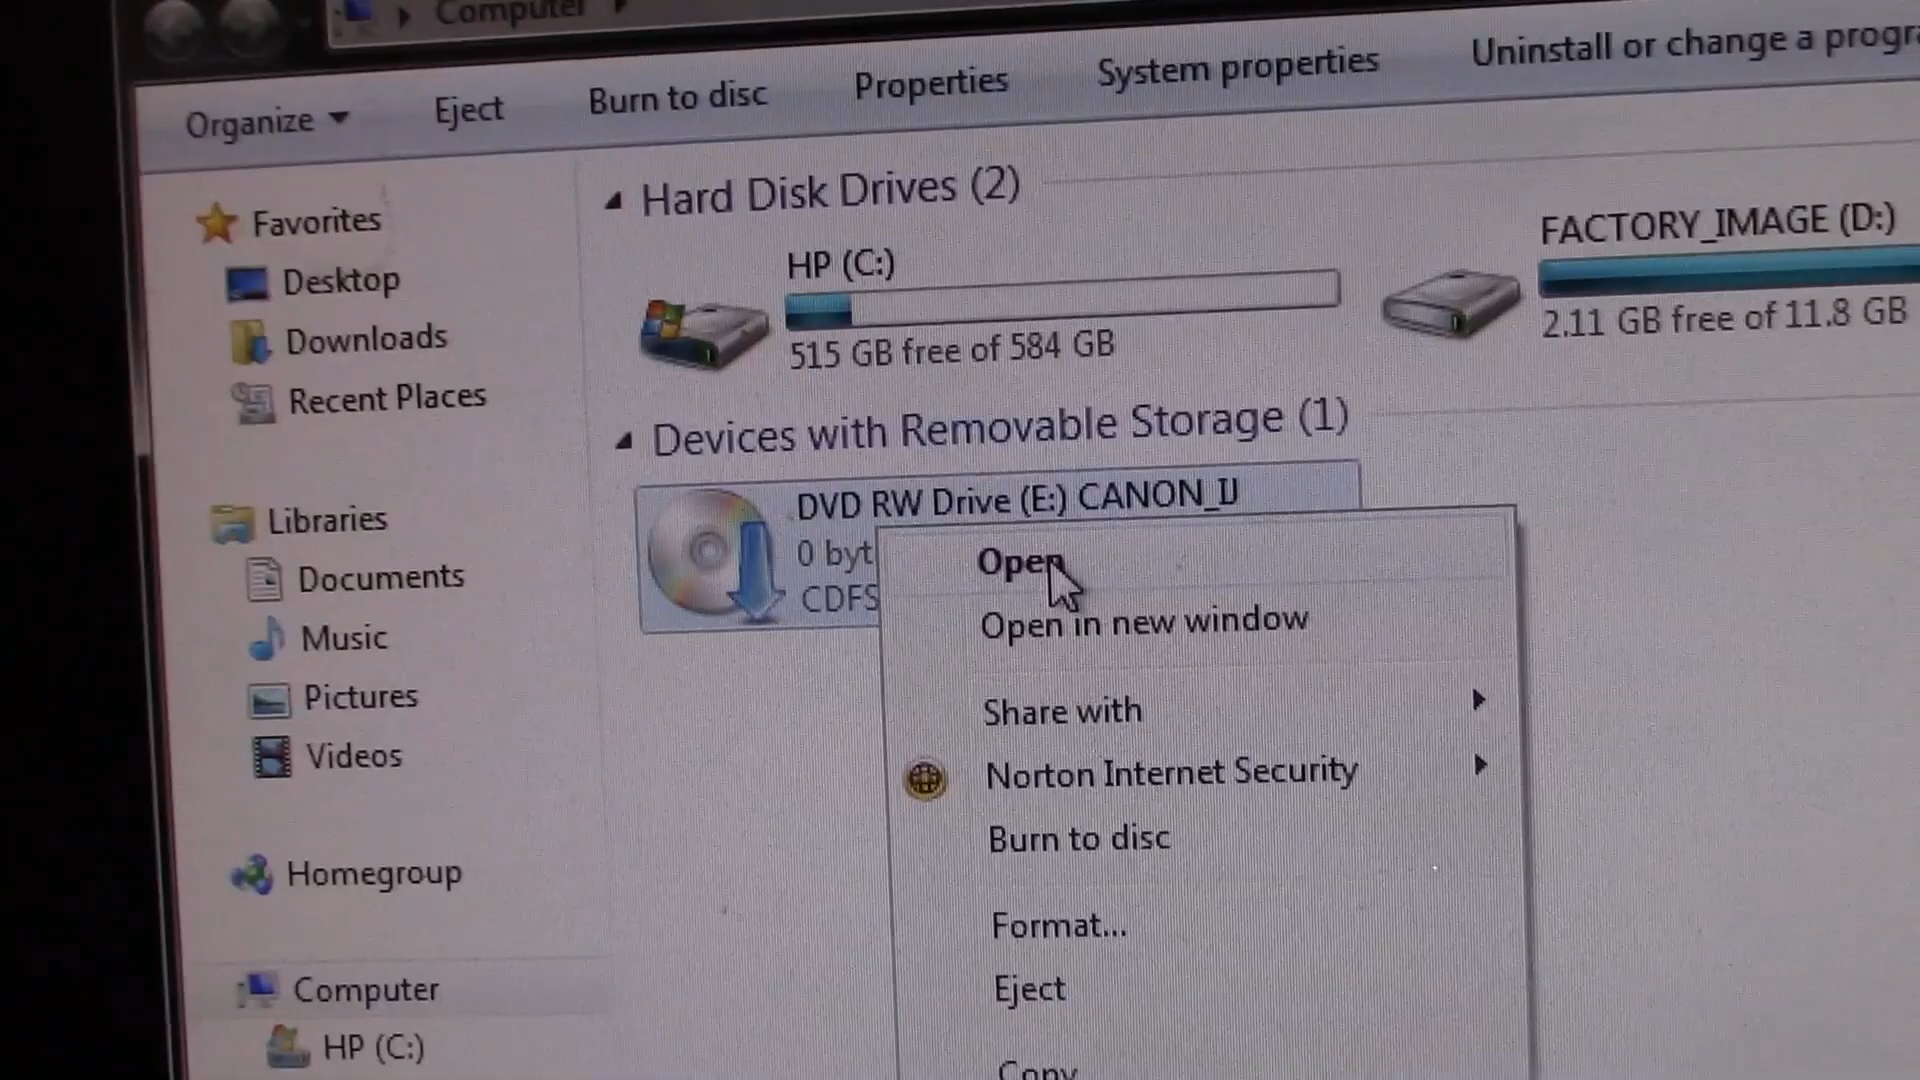 Computer
Organize
Eject
Burn to disc
Properties
System properties
Uninstall or change a
Favorites
Desktop
Downloads
Recent Places
Libraries
Documents
Music
Pictures
Videos
Homegroup
Computer
HP (C:)
Hard Disk Drives (2)
HP (C:)
515 GB free of 584 GB
FACTORY_IMAGE (D:)
2.11 GB free of 11.8 GB
Devices with Removable Storage (1)
DVD RW Drive (E:) CANON_IJ
0 byt
CDFS
Open
Open in new window
Share with
Norton Internet Security
Burn to disc
Format...
Eject
Copy